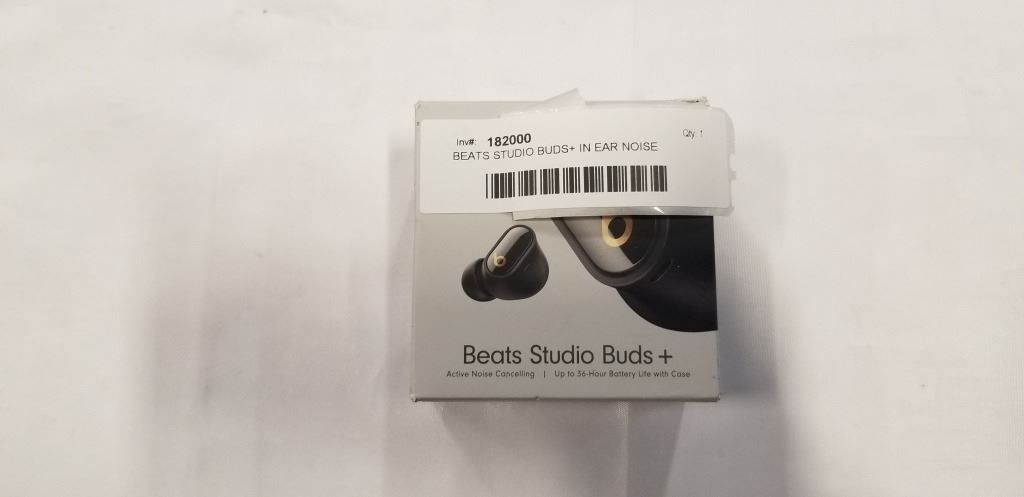 Inv#: 182000 Qty. 1
BEATS STUDIO BUDS+ IN EAR NOISE
Beats Studio Buds +
Active Noise Cancelling | Up to 36-Hour Battery Life with Case